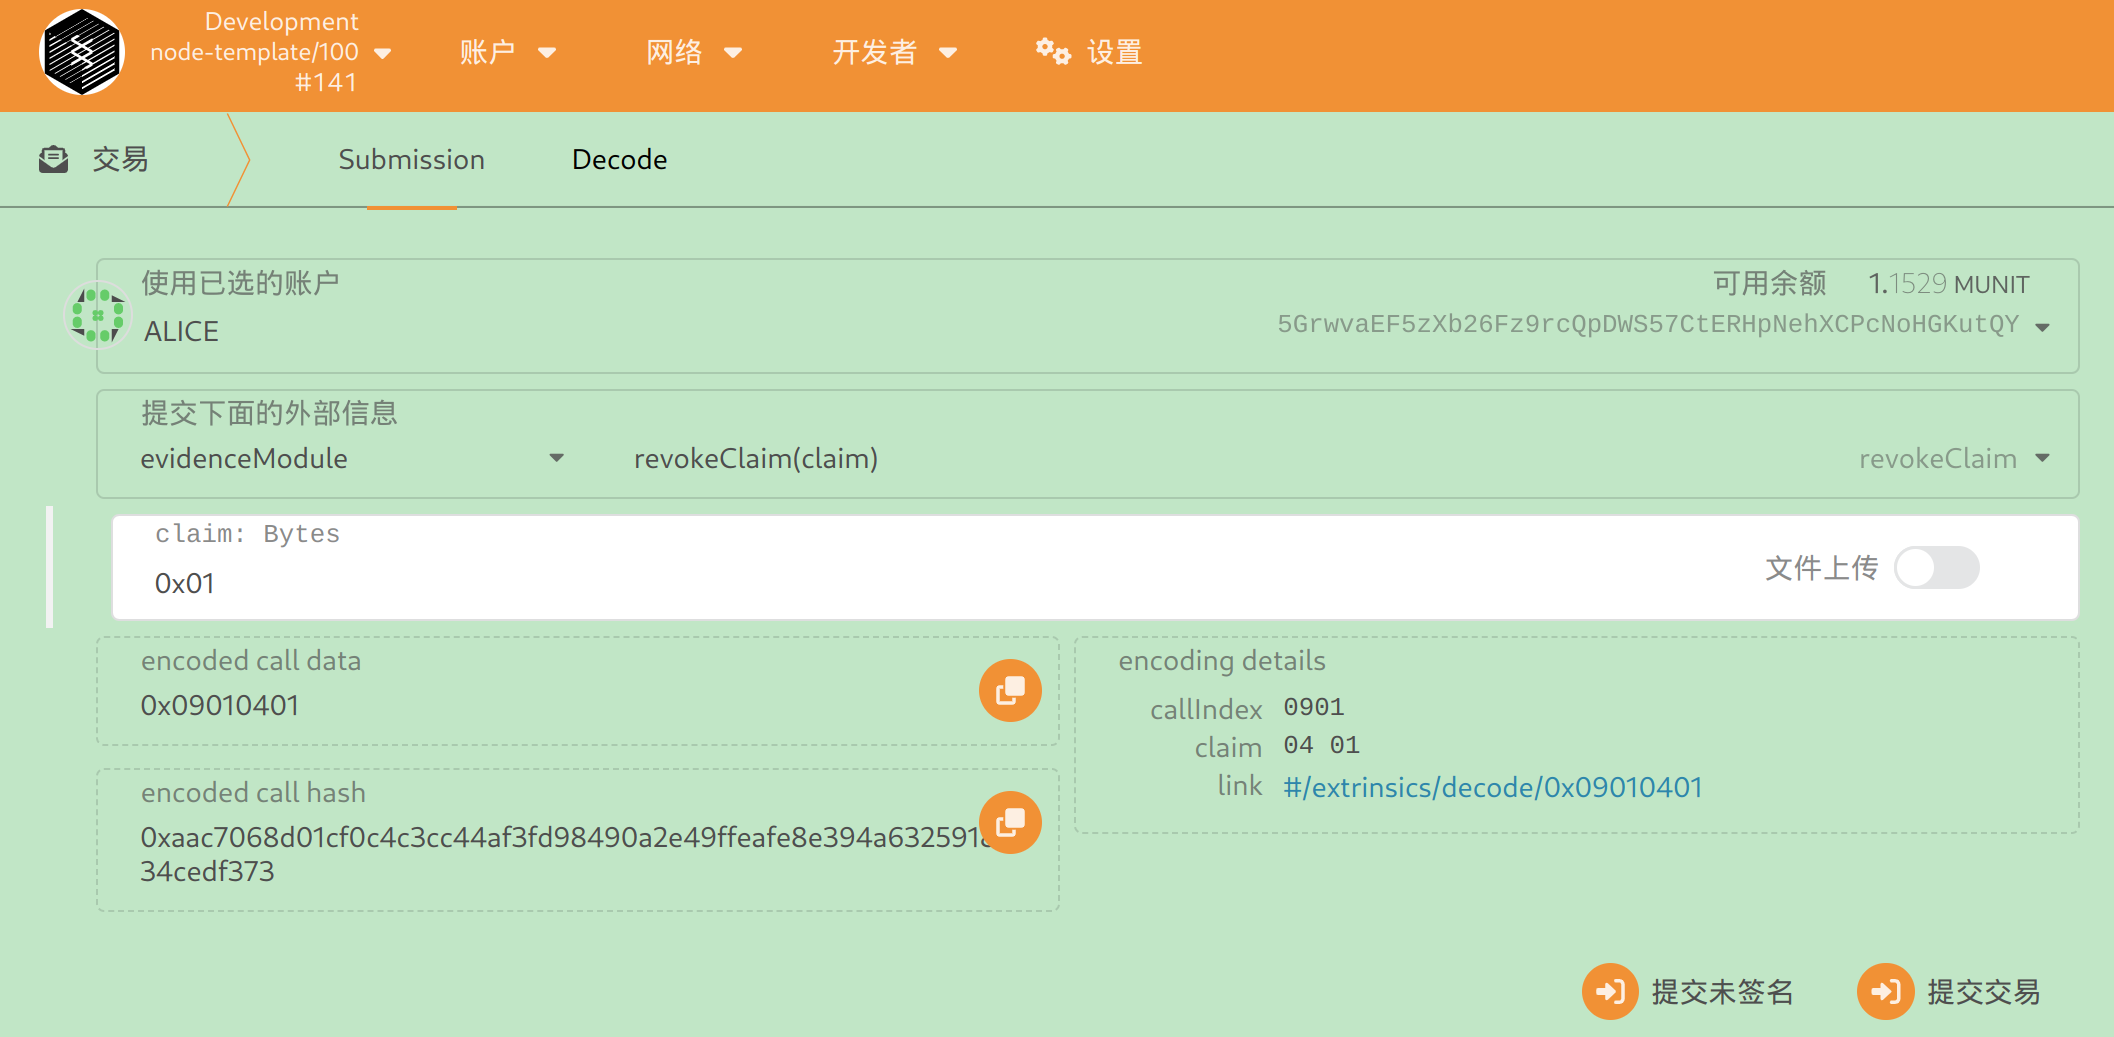 Development
node-template/100
#141
账户
网络
开发者
设置
交易
Submission
Decode
使用已选的账户
可用余额 1.1529 MUNIT
ALICE
5GrwvaEF5zXb26Fz9rcQpDWS57CtERHpNehXCPcNoHGKutQY
提交下面的外部信息
evidenceModule
revokeClaim(claim)
revokeClaim
claim: Bytes
0x01
文件上传
encoded call data
0x09010401
encoding details
callIndex 0901
claim 04 01
link #/extrinsics/decode/0x09010401
encoded call hash
0xaac7068d01cf0c4c3cc44af3fd98490a2e49ffeafe8e394a632591
34cedf373
提交未签名
提交交易